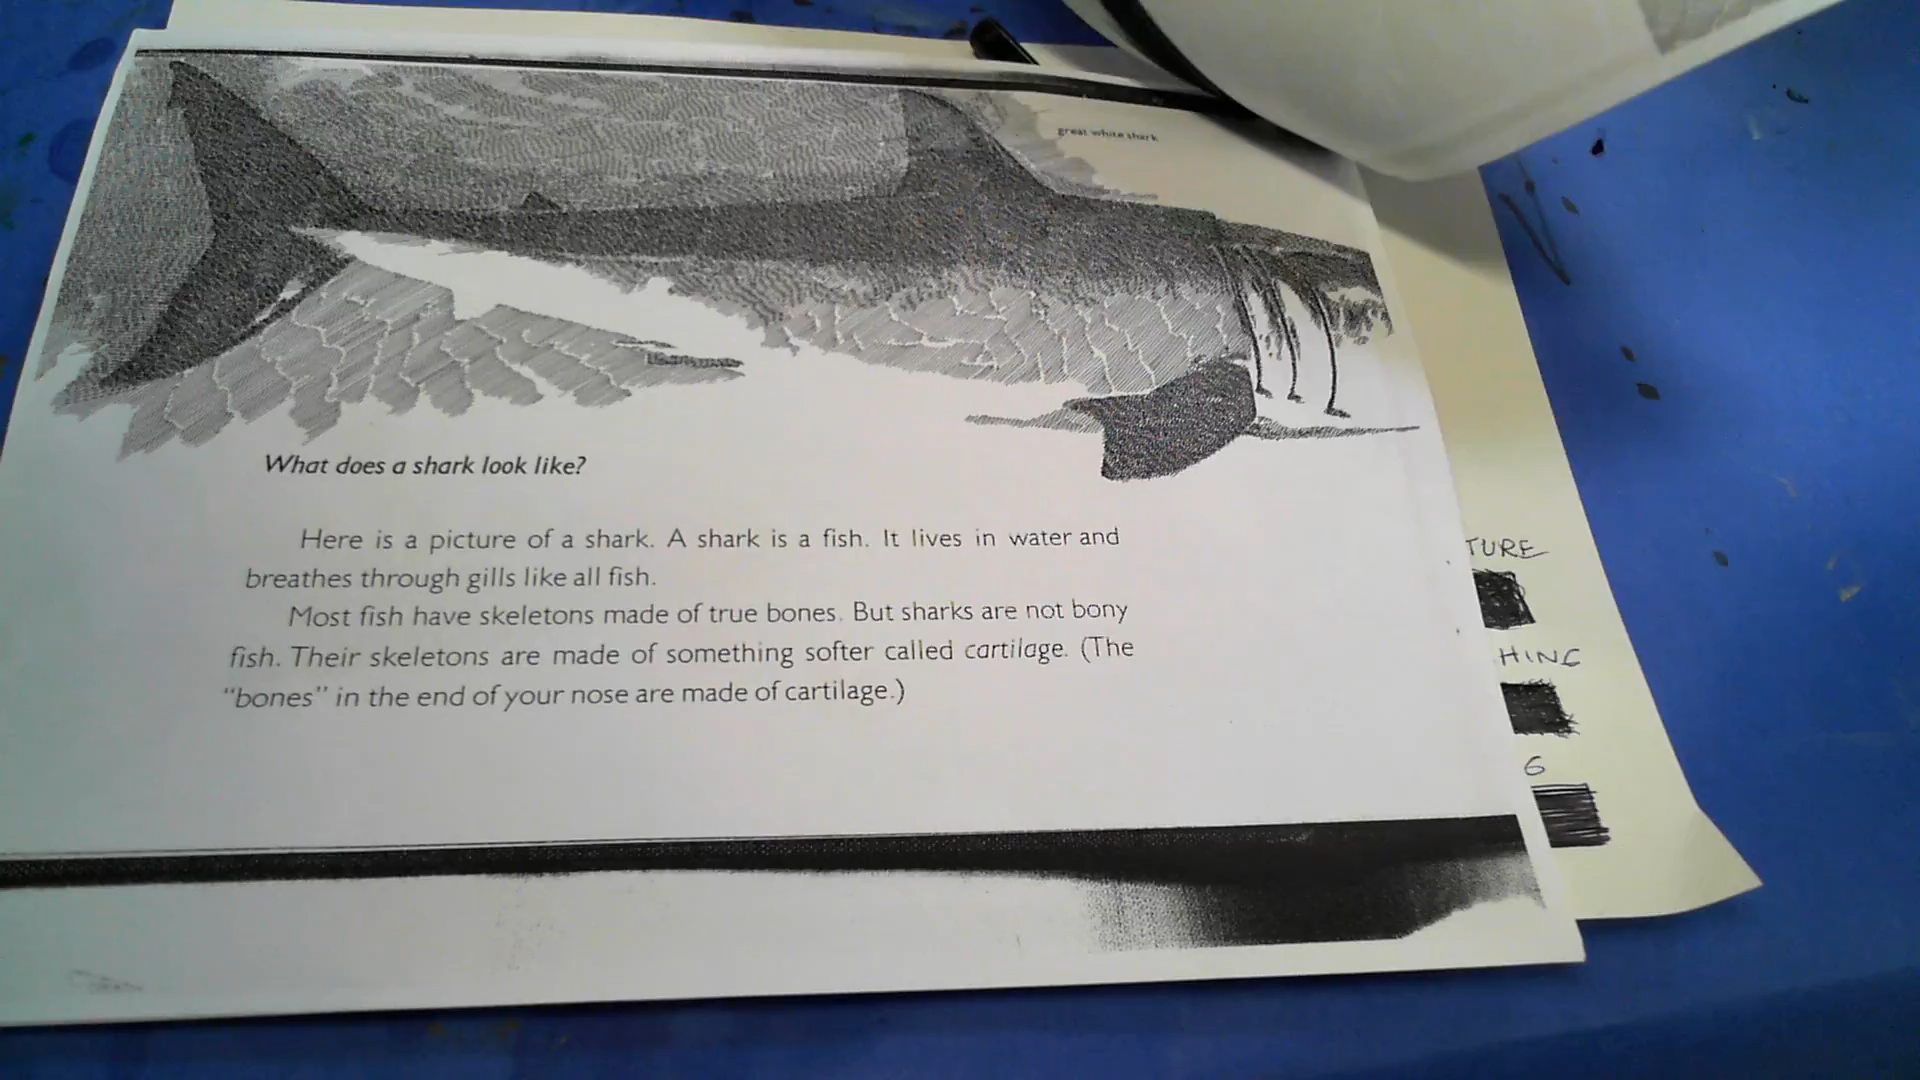 great white shark
What does a shark look like?
Here is a picture of a shark. A shark is a fish. It lives in water and
breathes through gills like all fish.
Most fish have skeletons made of true bones. But sharks are not bony
fish. Their skeletons are made of something softer called cartilage. (The
“bones” in the end of your nose are made of cartilage.)
TURE
HING
G